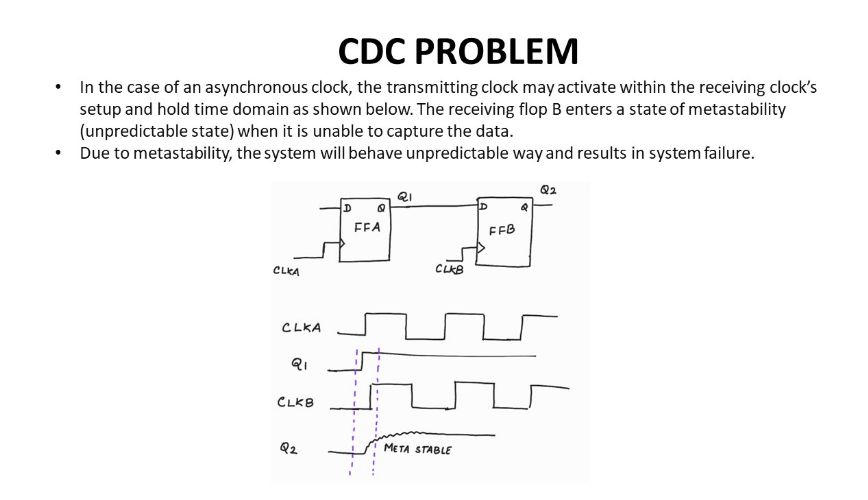 CDC PROBLEM
• In the case of an asynchronous clock, the transmitting clock may activate within the receiving clock's
setup and hold time domain as shown below. The receiving flop B enters a state of metastability
(unpredictable state) when it is unable to capture the data.
• Due to metastability, the system will behave unpredictable way and results in system failure.
Q1 Q2
D Q D Q
FFA FFB
CLKA CLKB
CLKA
Q1
CLKB
Q2 META STABLE